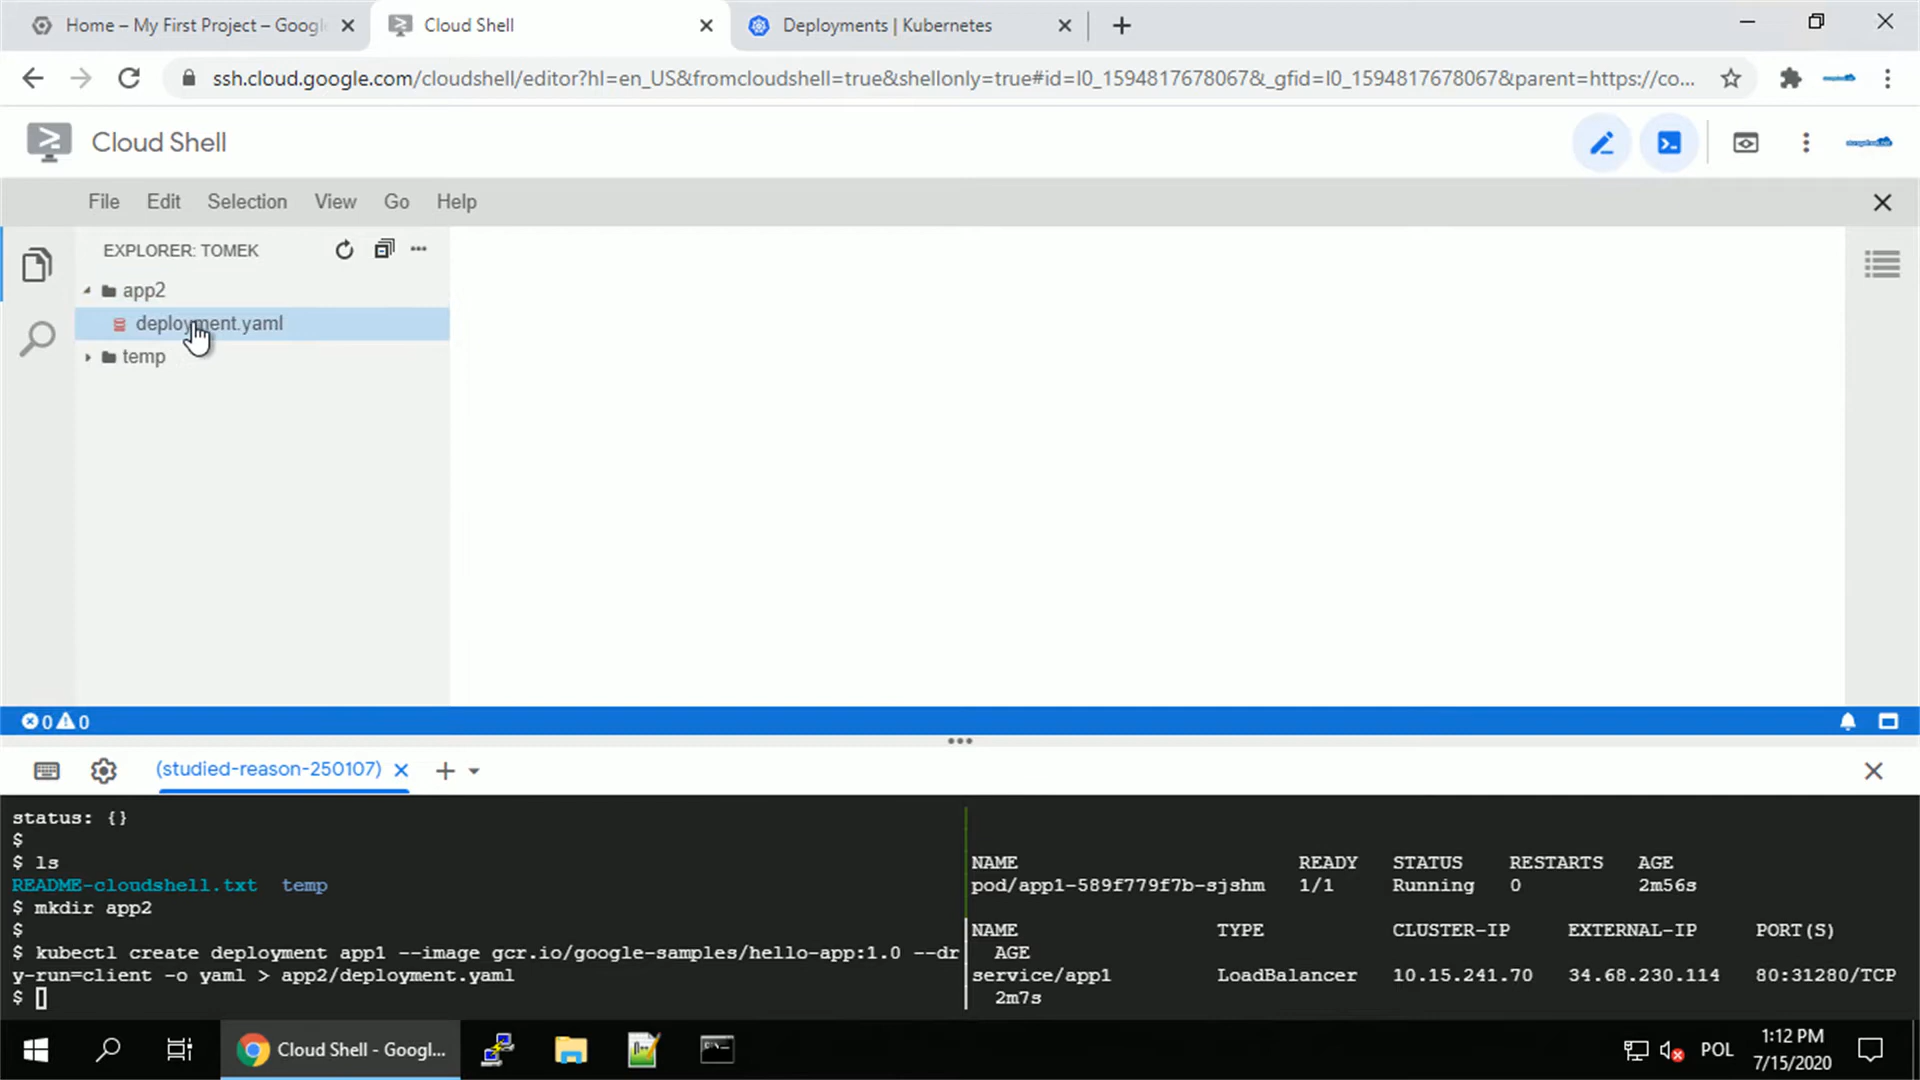 Home – My First Project – Googl
Cloud Shell
Deployments | Kubernetes
ssh.cloud.google.com/cloudshell/editor?hl=en_US&fromcloudshell=true&shellonly=true#id=I0_1594817678067&_gfid=I0_1594817678067&parent=https://co...
Cloud Shell
File Edit Selection View Go Help
EXPLORER: TOMEK
app2
deployment.yaml
temp
0 0
(studied-reason-250107)
status: {}
$
$ ls
README-cloudshell.txt temp
$ mkdir app2
$
$ kubectl create deployment app1 --image gcr.io/google-samples/hello-app:1.0 --dr
y-run=client -o yaml > app2/deployment.yaml
$
NAME READY STATUS RESTARTS AGE
pod/app1-589f779f7b-sjshm 1/1 Running 0 2m56s
NAME TYPE CLUSTER-IP EXTERNAL-IP PORT(S)
AGE
service/app1 LoadBalancer 10.15.241.70 34.68.230.114 80:31280/TCP
2m7s
Cloud Shell - Googl...
POL
1:12 PM
7/15/2020